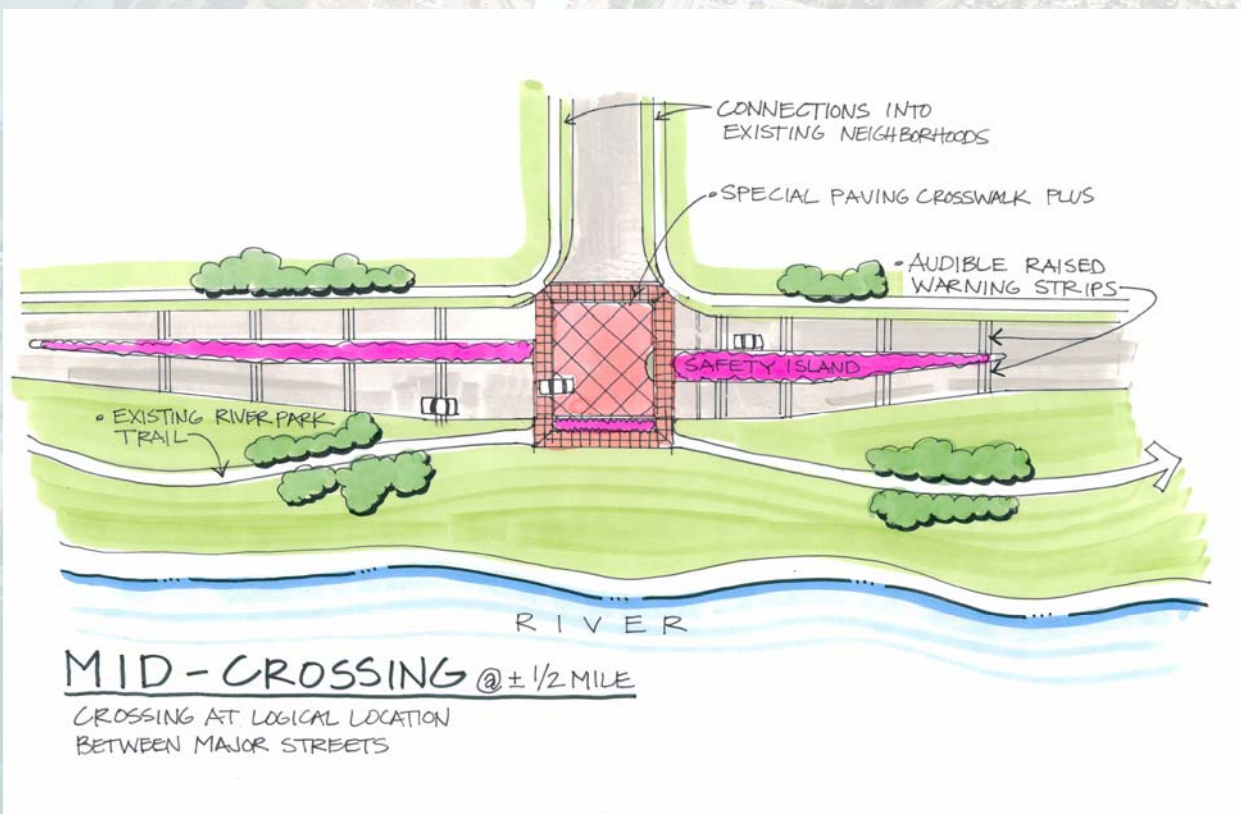 CONNECTIONS INTO
EXISTING NEIGHBORHOODS
• SPECIAL PAVING CROSSWALK PLUS
• AUDIBLE RAISED
WARNING STRIPS
SAFETY ISLAND
• EXISTING RIVER PARK
TRAIL
RIVER
MID-CROSSING @ ± 1/2 MILE
CROSSING AT LOGICAL LOCATION
BETWEEN MAJOR STREETS